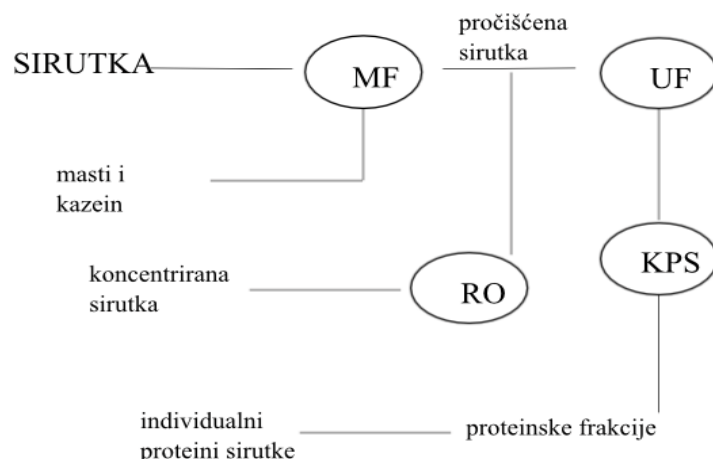 pročišćena
sirutka
SIRUTKA
MF
UF
masti i
kazein
koncentrirana
sirutka
RO
KPS
individualni
proteini sirutke
proteinske frakcije